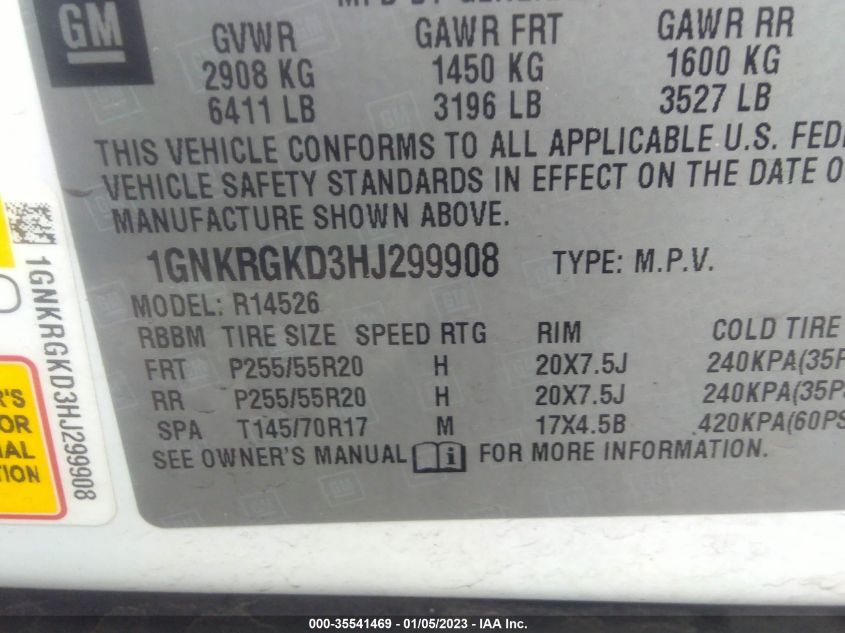 GM
GVWR GAWR FRT GAWR RR
2908 KG 1450 KG 1600 KG
6411 LB 3196 LB 3527 LB
THIS VEHICLE CONFORMS TO ALL APPLICABLE U.S. FED
VEHICLE SAFETY STANDARDS IN EFFECT ON THE DATE O
MANUFACTURE SHOWN ABOVE.
1GNKRGKD3HJ299908 TYPE: M.P.V.
MODEL: R14526
RBBM TIRE SIZE SPEED RTG RIM COLD TIRE
FRT P255/55R20 H 20X7.5J 240KPA(35P
RR P255/55R20 H 20X7.5J 240KPA(35PS
SPA T145/70R17 M 17X4.5B 420KPA(60PS
SEE OWNER'S MANUAL i FOR MORE INFORMATION.
1GNKRGKD3HJ299908
R'S
OR
IAL
TION
000-35541469 - 01/05/2023 - IAA Inc.